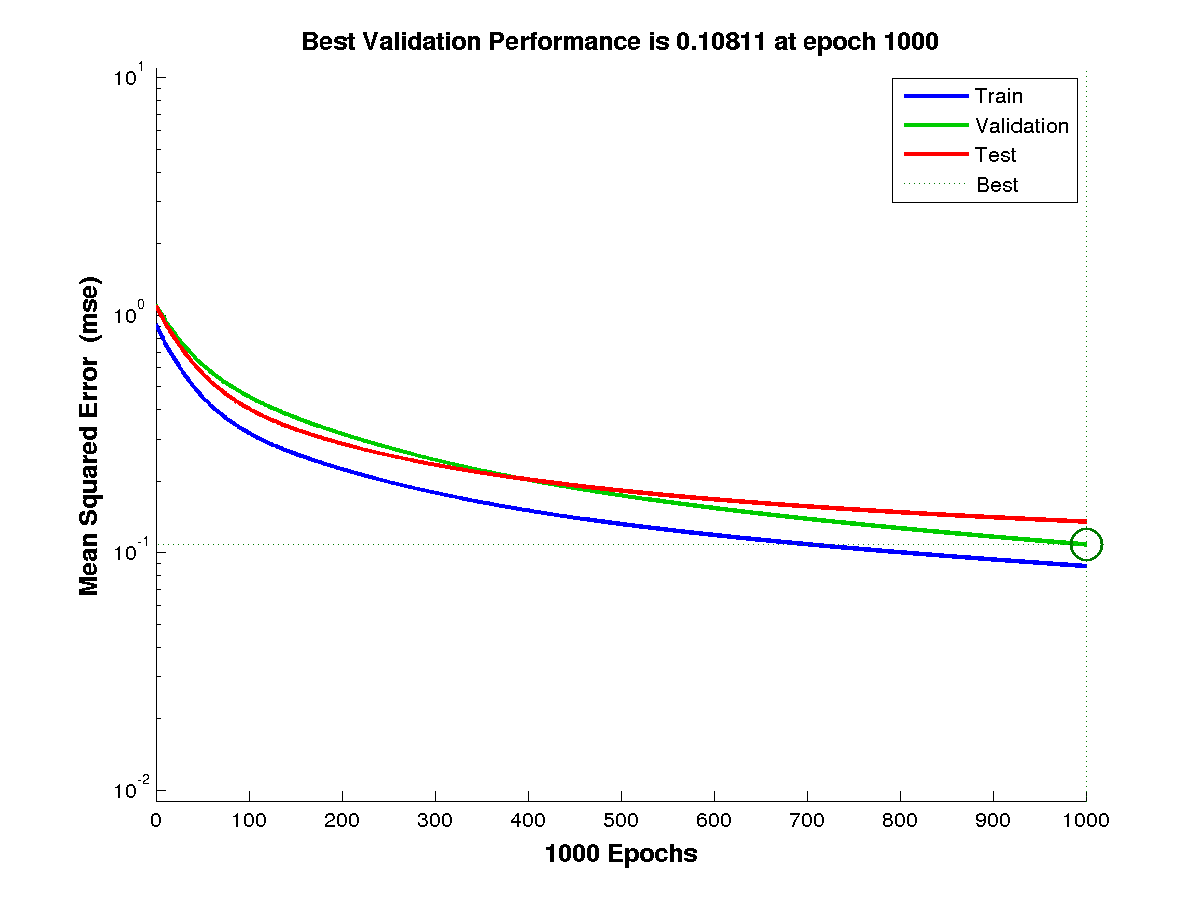 Best Validation Performance is 0.10811 at epoch 1000
10^1
10^0
10^-1
10^-2
Mean Squared Error (mse)
Train
Validation
Test
Best
0 100 200 300 400 500 600 700 800 900 1000
1000 Epochs